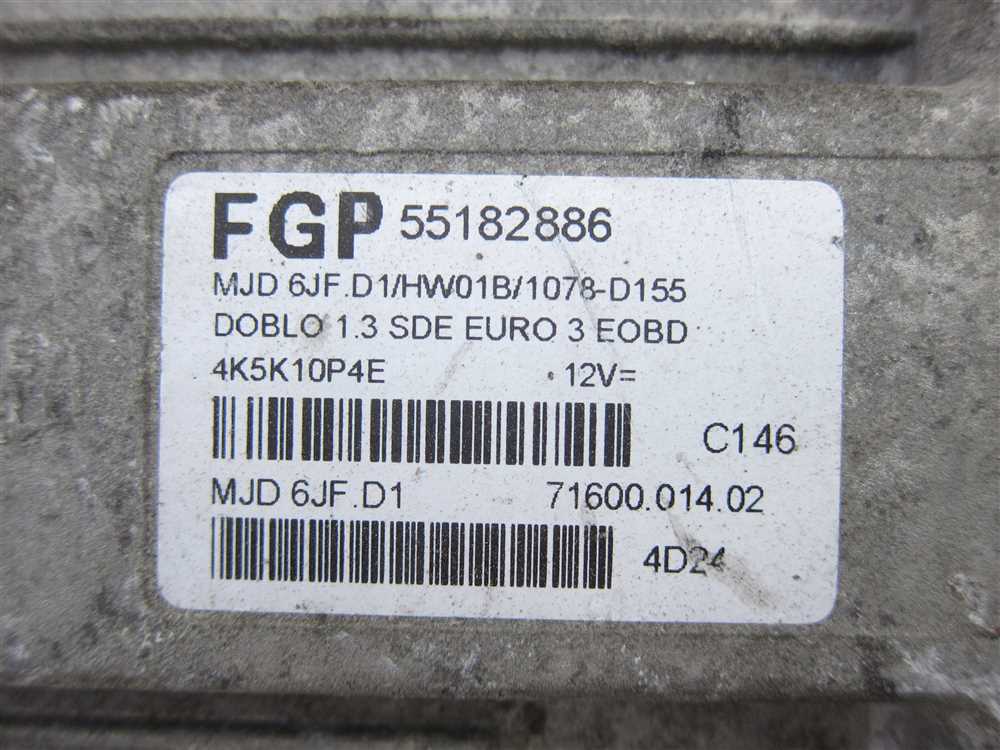 FGP 55182886
MJD 6JF.D1/HW01B/1078-D155
DOBLO 1.3 SDE EURO 3 EOBD
4K5K10P4E 12V=
C146
MJD 6JF.D1 71600.014.02
4D24